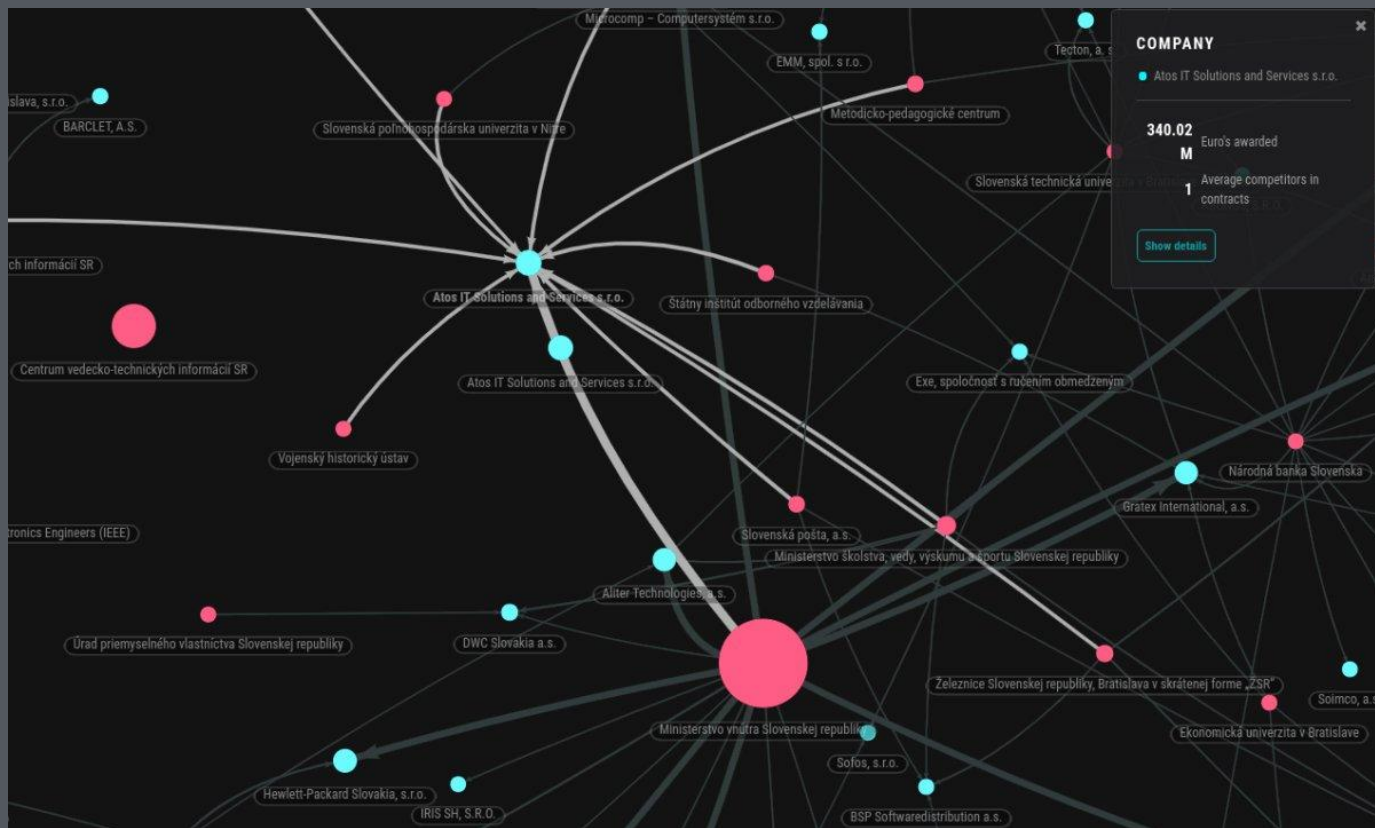 Microcomp – Computersystém s.r.o.
EMM, spol. s r.o.
Tecton, a. s
COMPANY
Atos IT Solutions and Services s.r.o.
340.02
M
Euro's awarded
1
Average competitors in
contracts
Show details
islava, s.r.o.
BARCLET, A.S.
Slovenská poľnohospodárska univerzita v Nitre
Metodicko-pedagogické centrum
Slovenská technická univerzita v Bratislave
ch informácií SR
Atos IT Solutions and Services s.r.o.
Štátny inštitút odborného vzdelávania
Centrum vedecko-technických informácií SR
Atos IT Solutions and Services s.r.o.
Exe, spoločnosť s ručením obmedzeným
Vojenský historický ústav
Národná banka Slovenska
Gratex International, a.s.
tronics Engineers (IEEE)
Slovenská pošta, a.s.
Ministerstvo školstva, vedy, výskumu a športu Slovenskej republiky
Aliter Technologies, a.s.
Úrad priemyselného vlastníctva Slovenskej republiky
DWC Slovakia a.s.
Železnice Slovenskej republiky, Bratislava v skrátenej forme „ŽSR"
Soimco, a.s
Ministerstvo vnútra Slovenskej republiky
Ekonomická univerzita v Bratislave
Sofos, s.r.o.
Hewlett-Packard Slovakia, s.r.o.
IRIS SH, S.R.O.
BSP Softwaredistribution a.s.